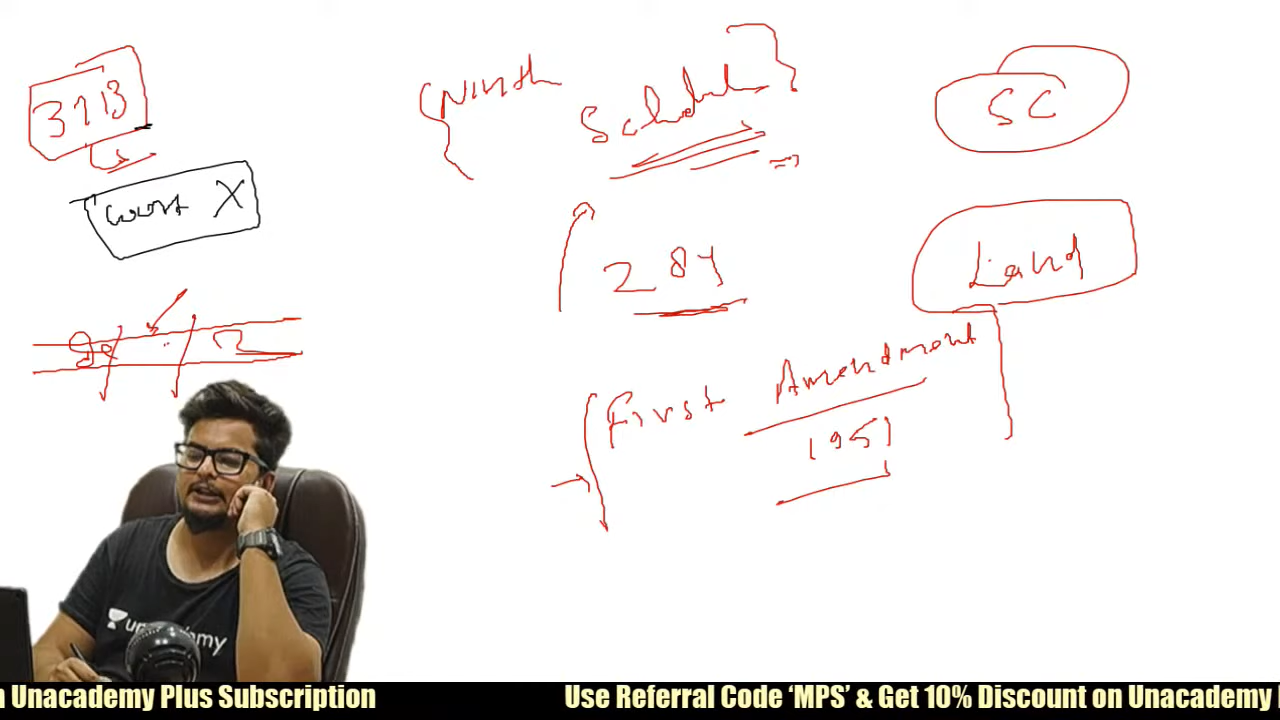 31B
Court X
Ninth
Schedule
SC
284
Land
First Amendment
1951
unacademy
n Unacademy Plus Subscription
Use Referral Code ‘MPS’ & Get 10% Discount on Unacademy